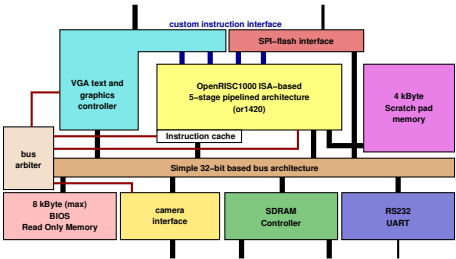 custom instruction interface
SPI-flash interface
VGA text and
graphics
controller
OpenRISC1000 ISA-based
5-stage pipelined architecture
(or1420)
4 kByte
Scratch pad
memory
Instruction cache
bus
arbiter
Simple 32-bit based bus architecture
8 kByte (max)
BIOS
Read Only Memory
camera
interface
SDRAM
Controller
RS232
UART